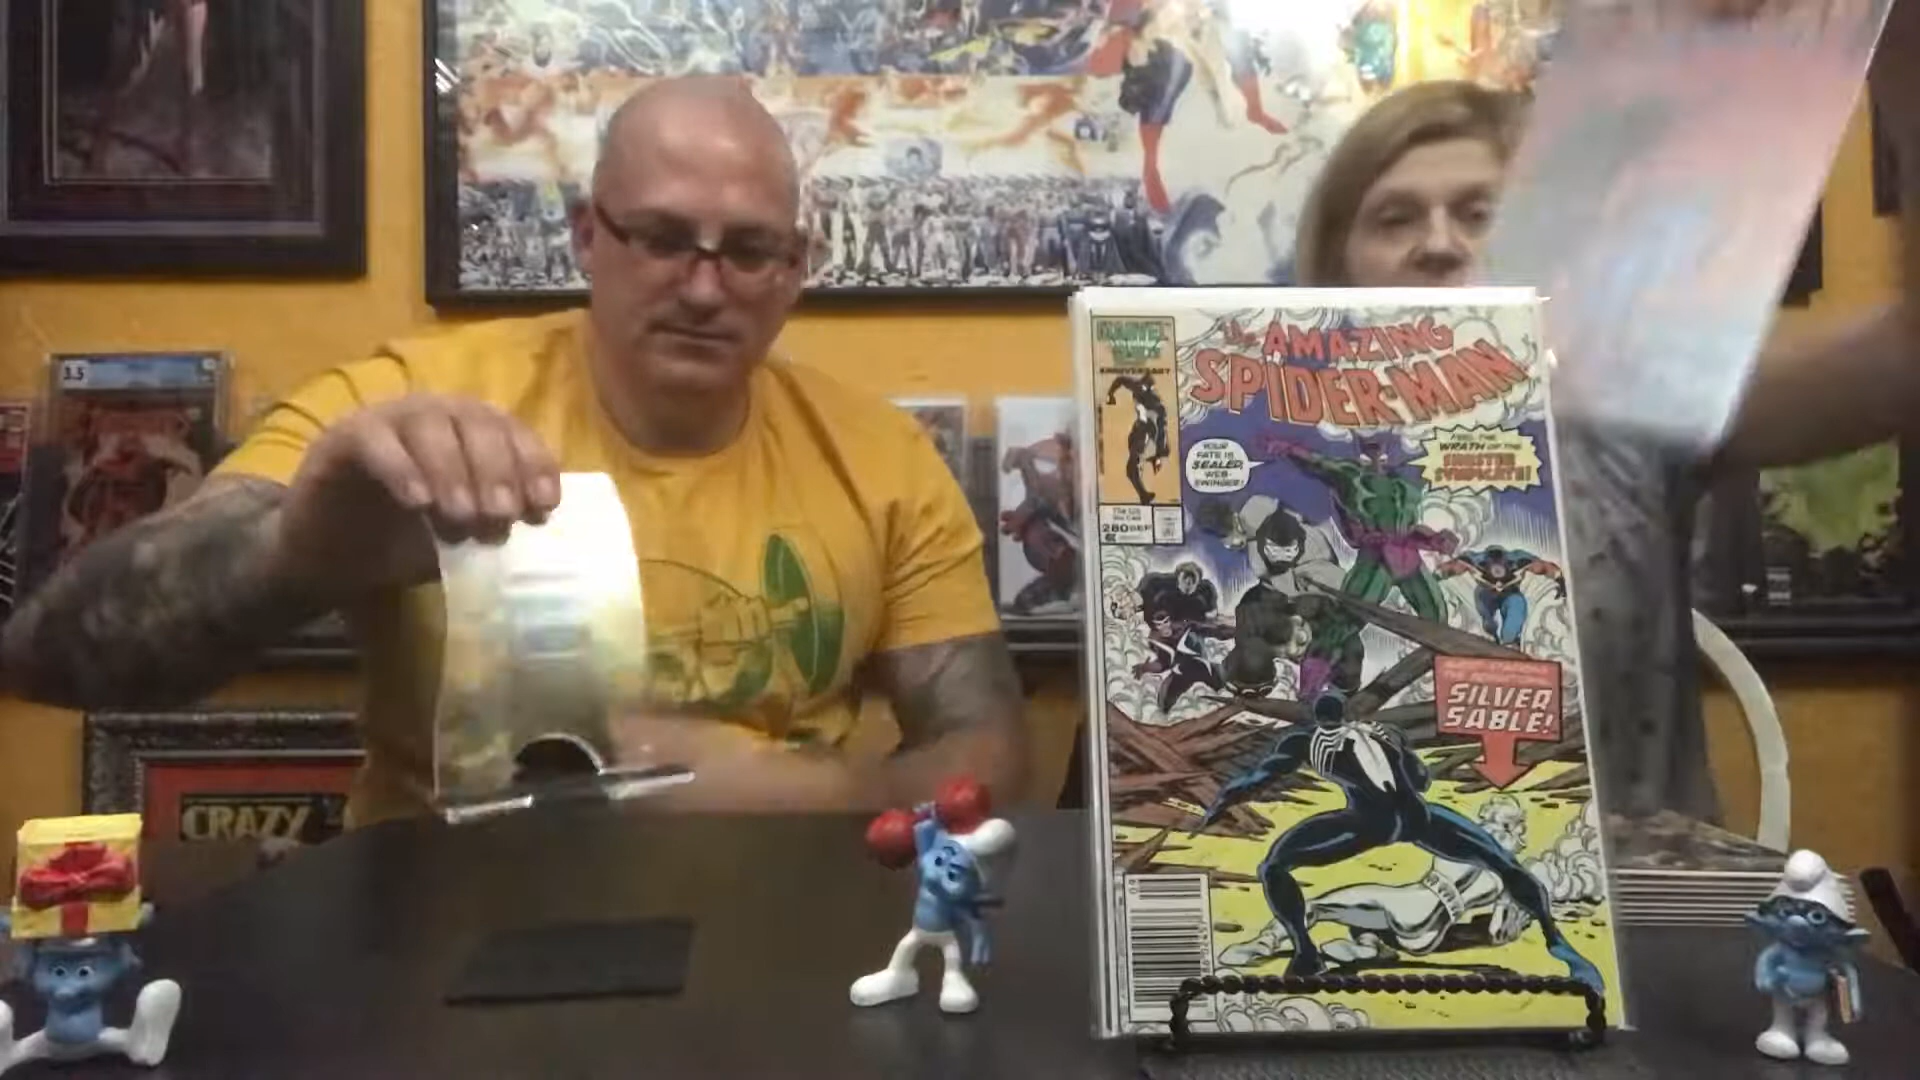 3.5
MARVEL
ANNIVERSARY
The AMAZING
SPIDER-MAN
YOUR
FATE IS
SEALED,
WEB-
SWINGER!
FEEL THE
WRATH OF THE
SINISTER
SYNDICATE!
280 SEP
SILVER
SABLE!
CRAZY
09